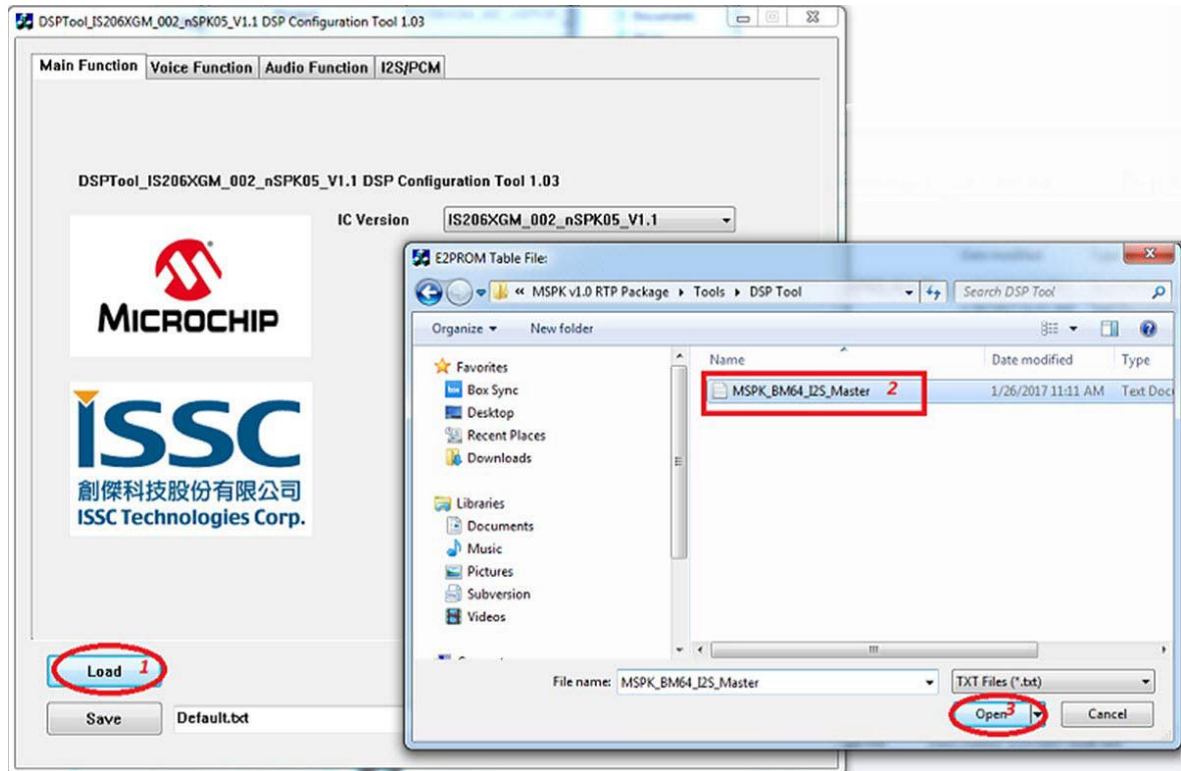 DSPTool_IS206XGM_002_nSPK05_V1.1 DSP Configuration Tool 1.03
Main Function Voice Function Audio Function I2S/PCM
DSPTool_IS206XGM_002_nSPK05_V1.1 DSP Configuration Tool 1.03
IC Version IS206XGM_002_nSPK05_V1.1
MICROCHIP
ISSC
創傑科技股份有限公司
ISSC Technologies Corp.
Load 1
Save Default.txt
E2PROM Table File:
« MSPK v1.0 RTP Package Tools DSP Tool Search DSP Tool
Organize New folder
Favorites
Box Sync
Desktop
Recent Places
Downloads
Libraries
Documents
Music
Pictures
Subversion
Videos
Name Date modified Type
MSPK_BM64_I2S_Master 2 1/26/2017 11:11 AM Text Doc
File name: MSPK_BM64_I2S_Master TXT Files (*.txt)
Open 3 Cancel